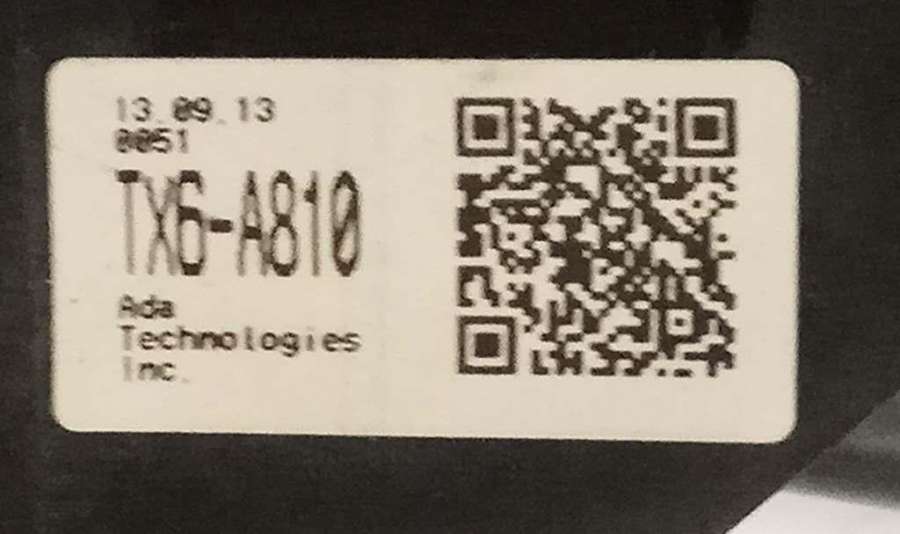 13.09.13
0051
TX6-A810
Ada
Technologies
Inc.